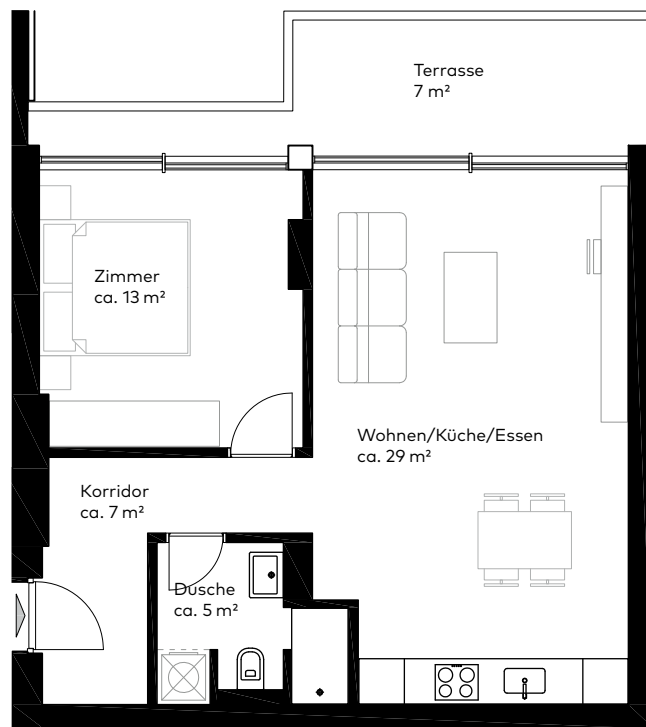 Terrasse
7 m²
Zimmer
ca. 13 m²
Wohnen/Küche/Essen
ca. 29 m²
Korridor
ca. 7 m²
Dusche
ca. 5 m²